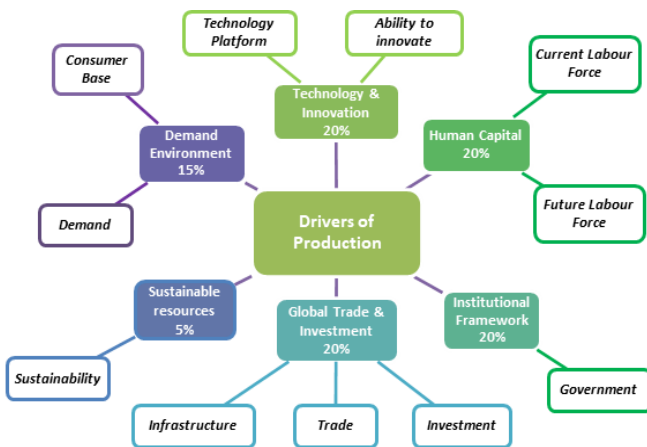 Technology
Platform
Ability to
innovate
Consumer
Base
Current Labour
Force
Technology &
Innovation
20%
Demand
Environment
15%
Human Capital
20%
Demand
Future Labour
Force
Drivers of
Production
Sustainable
resources
5%
Global Trade &
Investment
20%
Institutional
Framework
20%
Sustainability
Government
Infrastructure
Trade
Investment